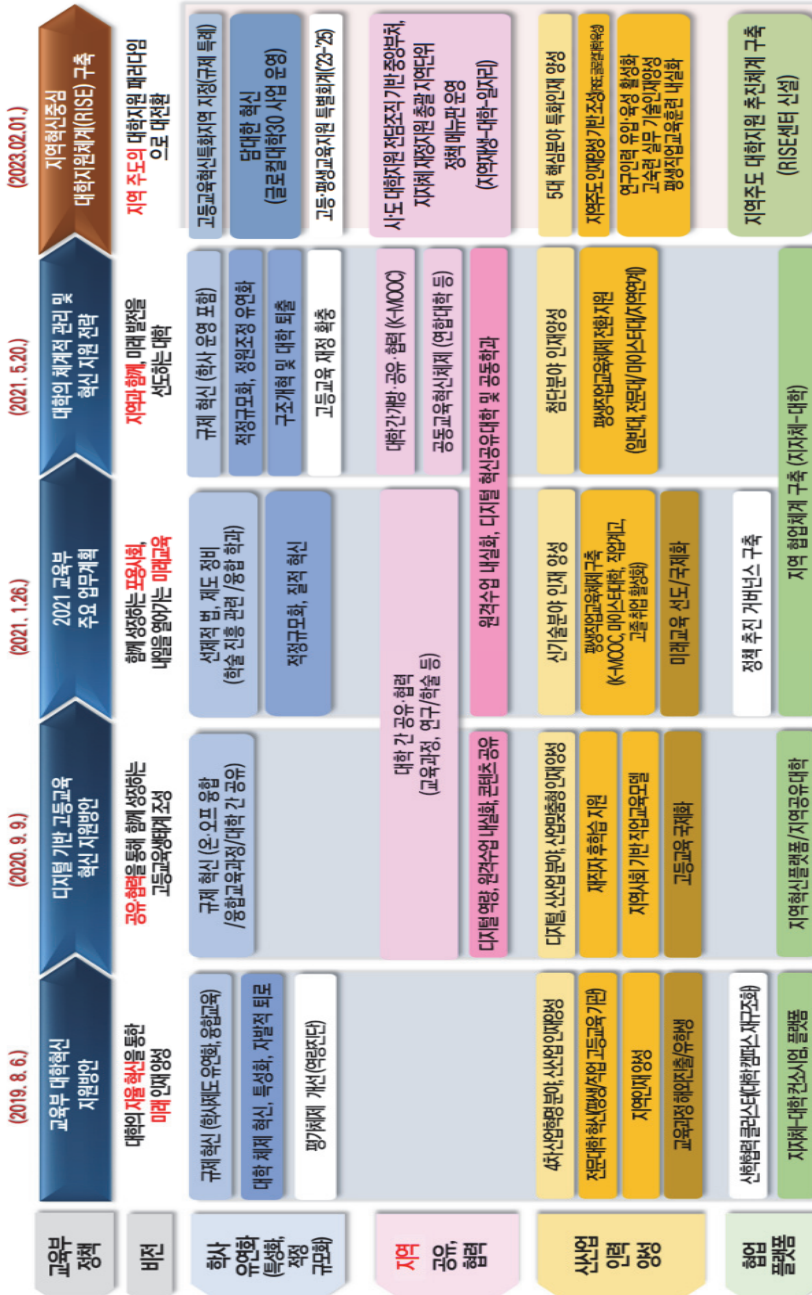 (2019. 8. 6.)
(2020. 9. 9.)
(2021. 1.26.)
(2021. 5.20.)
(2023.02.01.)
교육부
정책
교육부 대학혁신
지원방안
디지털 기반 고등교육
혁신 지원방안
2021 교육부
주요 업무계획
대학의 체계적 관리 및
혁신 지원 전략
지역혁신중심
대학지원체계(RISE) 구축
비전
대학의 자율 혁신을 통한
미래 인재 양성
공유·협력을 통해 함께 성장하는
고등교육생태계 조성
함께 성장하는 포용사회,
내일을 열어가는 미래교육
지역과 함께, 미래 발전을
선도하는 대학
지역 주도의 대학지원 패러다임
으로 대전환
학사
유연화
(특성화,
적정
규모화)
규제 혁신 (학사제도 유연화, 융합교육)
대학 체제 혁신, 특성화, 자발적 퇴로
평가체제 개선 (역량진단)
규제 혁신 (온·오프 융합
/융합교육과정/대학 간 공유)
선제적 법, 제도 정비
(학술 진흥 관련 / 융합 학과)
적정규모화, 질적 혁신
규제 혁신 (학사 운영 포함)
적정규모화, 정원조정 유연화
구조개혁 및 대학 퇴출
고등교육 재정 확충
고등교육혁신특화지역 지정(규제 특례)
담대한 혁신
(글로컬대학30 사업 운영)
고등·평생교육지원 특별회계('23~'25)
지역
공유,
협력
대학 간 공유·협력
(교육과정, 연구/학술 등)
디지털 역량, 원격수업 내실화, 콘텐츠 공유
대학간 개방·공유·협력 (K-MOOC)
공동교육혁신체제 (연합대학 등)
원격수업 내실화, 디지털 혁신공유대학 및 공동학과
시·도 대학지원 전담조직 기반 중앙부처,
지자체 재정지원 총괄 지역단위
정책 메뉴판 운영
(지역재생-대학-일자리)
신산업
인력
양성
4차 산업혁명 분야, 신산업 인재양성
전문대학 혁신(평생/직업 고등교육 기관)
지역인재 양성
교육과정 해외진출/유학생
디지털, 신산업 분야, 산업맞춤형 인재 양성
재직자 후학습 지원
지역사회 기반 직업교육모델
고등교육 국제화
신기술분야 인재 양성
평생직업교육체제 구축
(K-MOOC, 마이스터대학, 직업계고,
고졸 취업 활성화)
미래교육 선도/국제화
첨단분야 인재양성
평생직업교육체제 전환 지원
(일반대, 전문대/ 마이스터대/지역연계)
5대 핵심분야 특화인재 양성
지역주도 인재양성 기반 조성(RISE, 글로컬대학육성)
연구인력 유입·육성 활성화
고숙련 실무 기술인재양성
평생직업교육훈련 내실화
협업
플랫폼
산학협력 클러스터(대학 캠퍼스 재구조화)
지자체-대학 컨소시업, 플랫폼
지역혁신플랫폼/지역공유대학
정책 추진 거버넌스 구축
지역 협업체계 구축 (지자체-대학)
지역주도 대학지원 추진체계 구축
(RISE센터 신설)